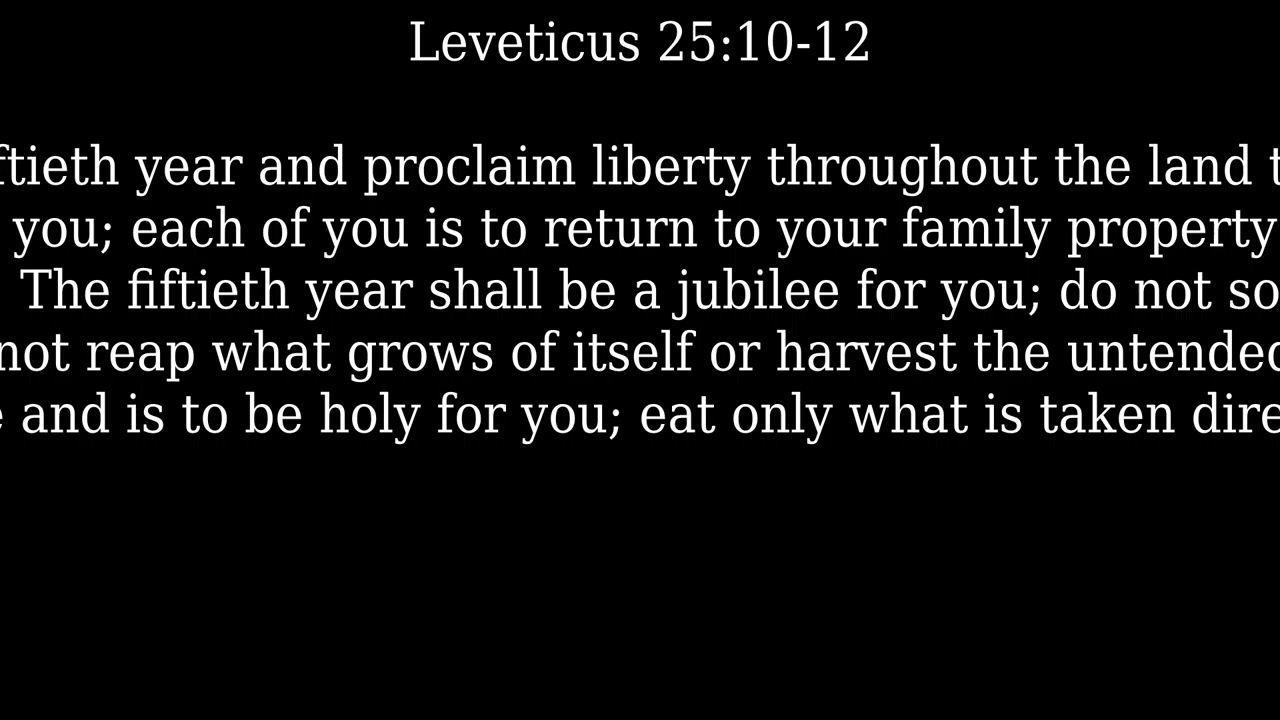 Leveticus 25:10-12
ftieth year and proclaim liberty throughout the land
you; each of you is to return to your family property
The fiftieth year shall be a jubilee for you; do not so
not reap what grows of itself or harvest the untended
and is to be holy for you; eat only what is taken dire